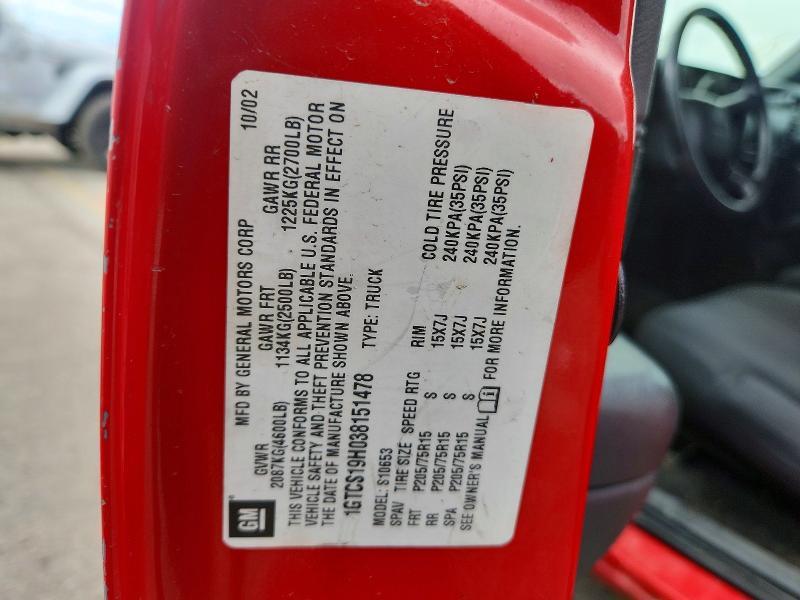 GM
MFD BY GENERAL MOTORS CORP 10/02
GVWR GAWR FRT GAWR RR
2087KG(4600LB) 1134KG(2500LB) 1225KG(2700LB)
THIS VEHICLE CONFORMS TO ALL APPLICABLE U.S. FEDERAL MOTOR
VEHICLE SAFETY AND THEFT PREVENTION STANDARDS IN EFFECT ON
THE DATE OF MANUFACTURE SHOWN ABOVE.
1GTCS19H038151478 TYPE: TRUCK
MODEL: S10653
SPAV TIRE SIZE SPEED RTG RIM COLD TIRE PRESSURE
FRT P205/75R15 S 15X7J 240KPA(35PSI)
RR P205/75R15 S 15X7J 240KPA(35PSI)
SPA P205/75R15 S 15X7J 240KPA(35PSI)
SEE OWNER'S MANUAL FOR MORE INFORMATION.